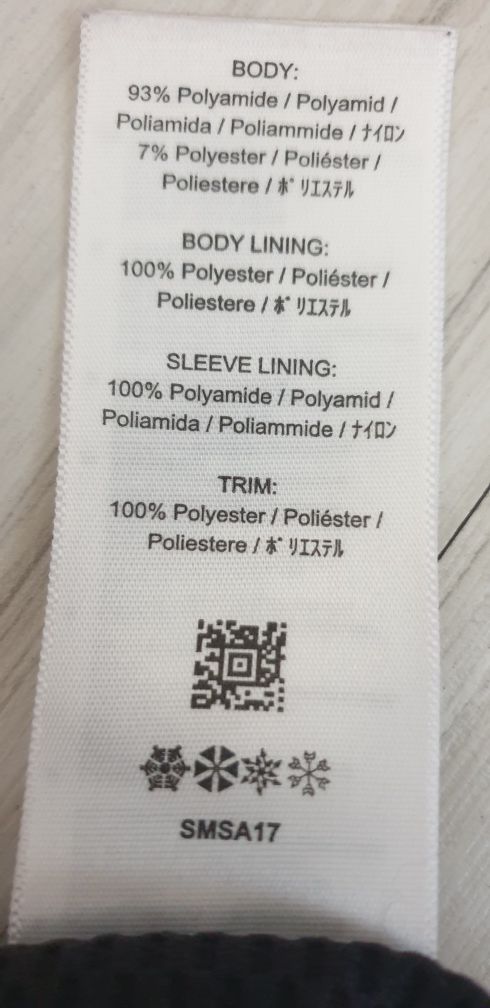 BODY:
93% Polyamide / Polyamid /
Poliamida / Poliammide / ﾅｲﾛﾝ
7% Polyester / Poliéster /
Poliestere / ﾎﾟﾘｴｽﾃﾙ
BODY LINING:
100% Polyester / Poliéster /
Poliestere / ﾎﾟﾘｴｽﾃﾙ
SLEEVE LINING:
100% Polyamide / Polyamid /
Poliamida / Poliammide / ﾅｲﾛﾝ
TRIM:
100% Polyester / Poliéster /
Poliestere / ﾎﾟﾘｴｽﾃﾙ
SMSA17